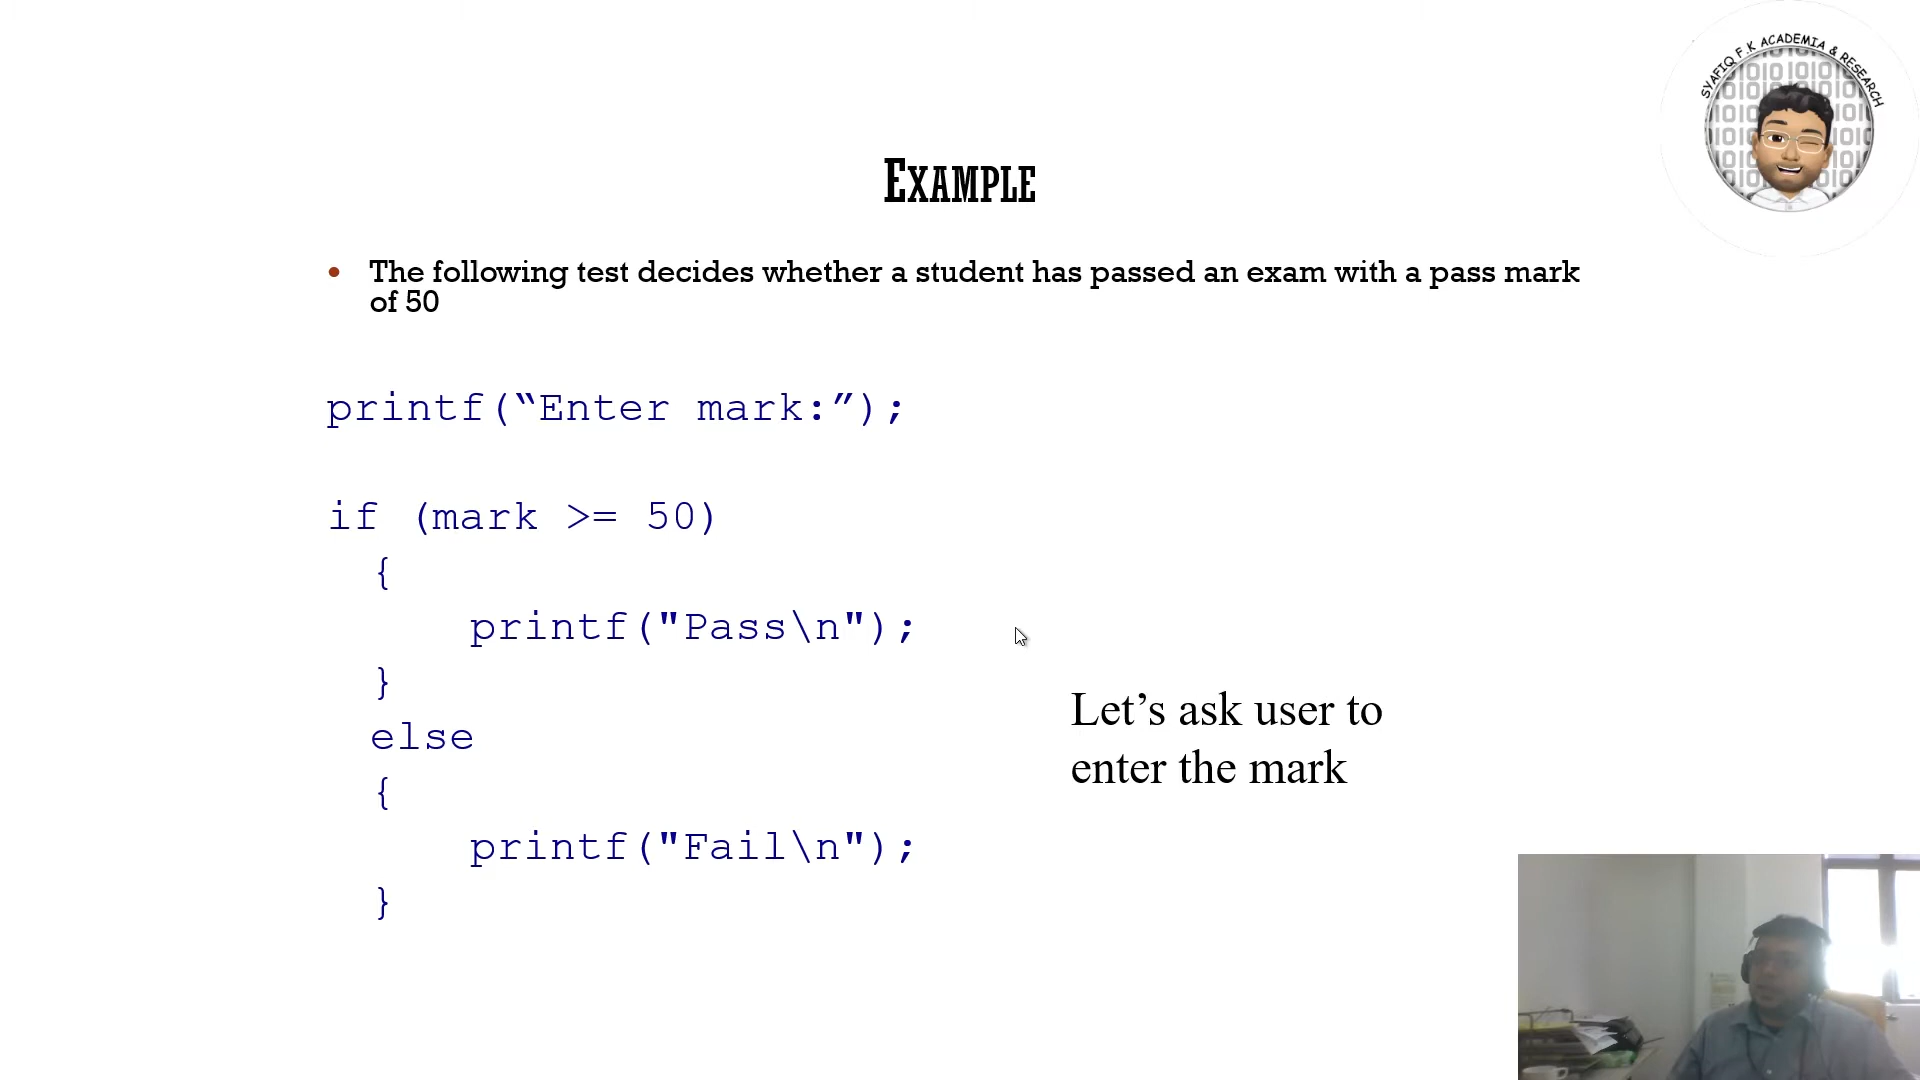 SYAFIQ F.K ACADEMIA & RESEARCH
EXAMPLE
• The following test decides whether a student has passed an exam with a pass mark
of 50
printf(“Enter mark:”);
if (mark >= 50)
{
printf("Pass\n");
}
else
{
printf("Fail\n");
}
Let’s ask user to
enter the mark